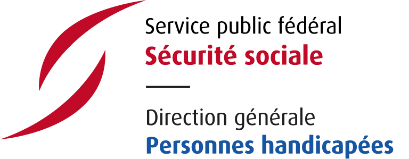 Service public fédéral
Sécurité sociale
Direction générale
Personnes handicapées